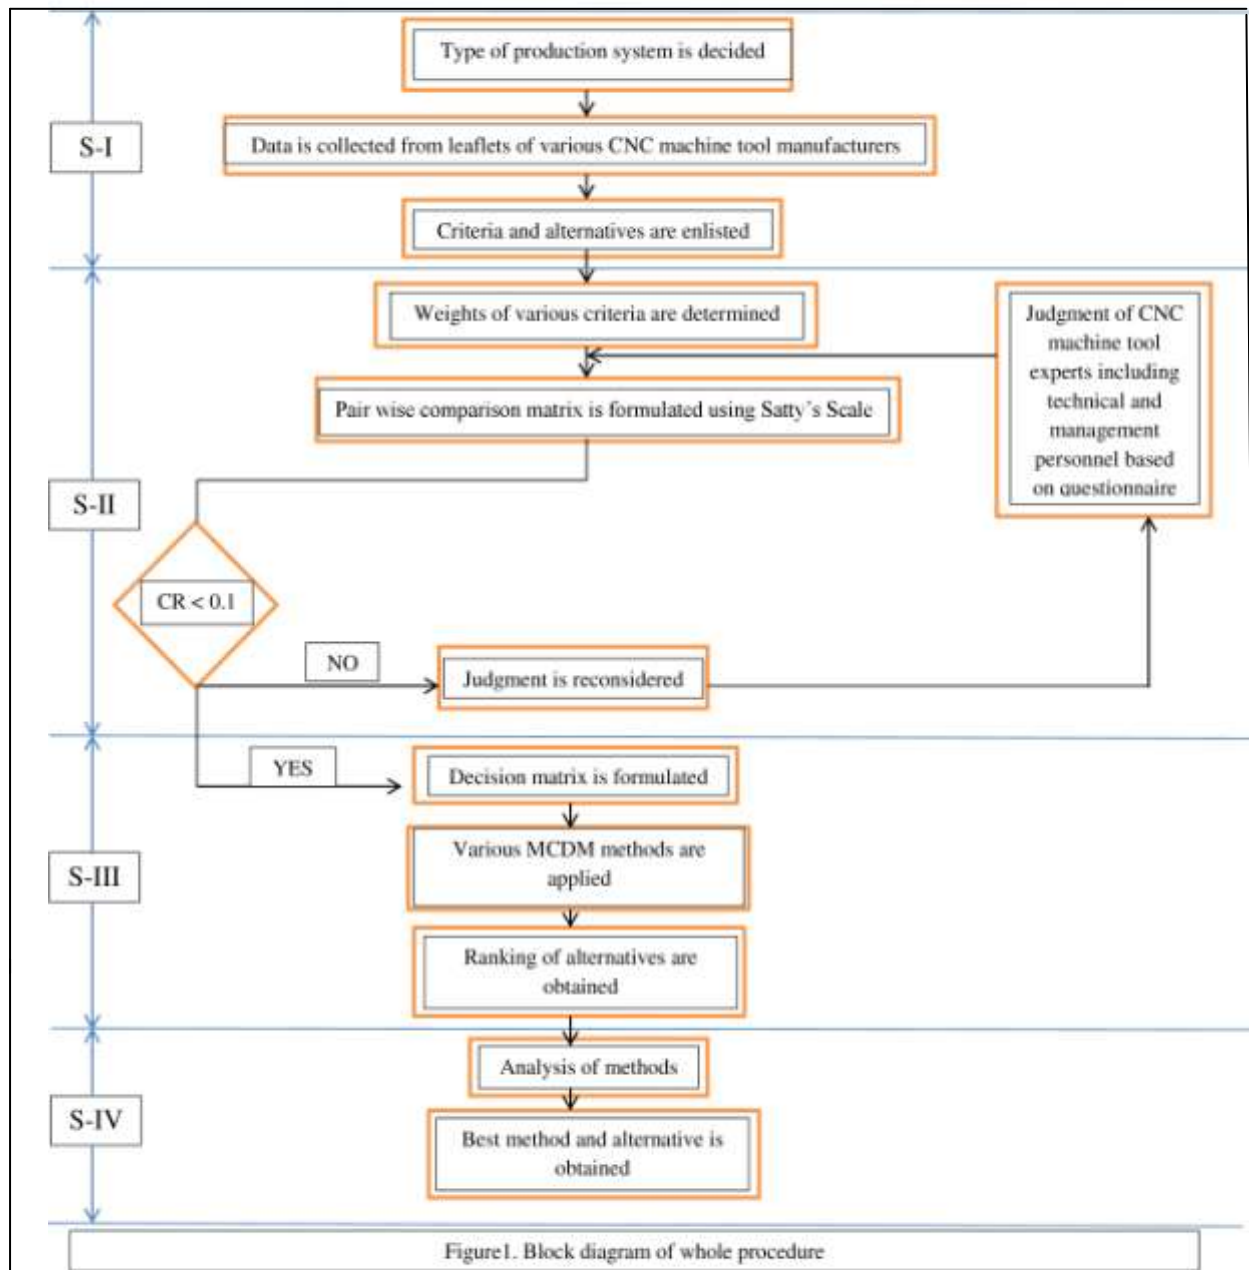 Type of production system is decided
S-I
Data is collected from leaflets of various CNC machine tool manufacturers
Criteria and alternatives are enlisted
Weights of various criteria are determined
Judgment of CNC
machine tool
experts including
technical and
management
personnel based
on questionnaire
Pair wise comparison matrix is formulated using Satty's Scale
S-II
CR < 0.1
NO
Judgment is reconsidered
YES
Decision matrix is formulated
Various MCDM methods are
applied
S-III
Ranking of alternatives are
obtained
Analysis of methods
S-IV
Best method and alternative is
obtained
Figure1. Block diagram of whole procedure